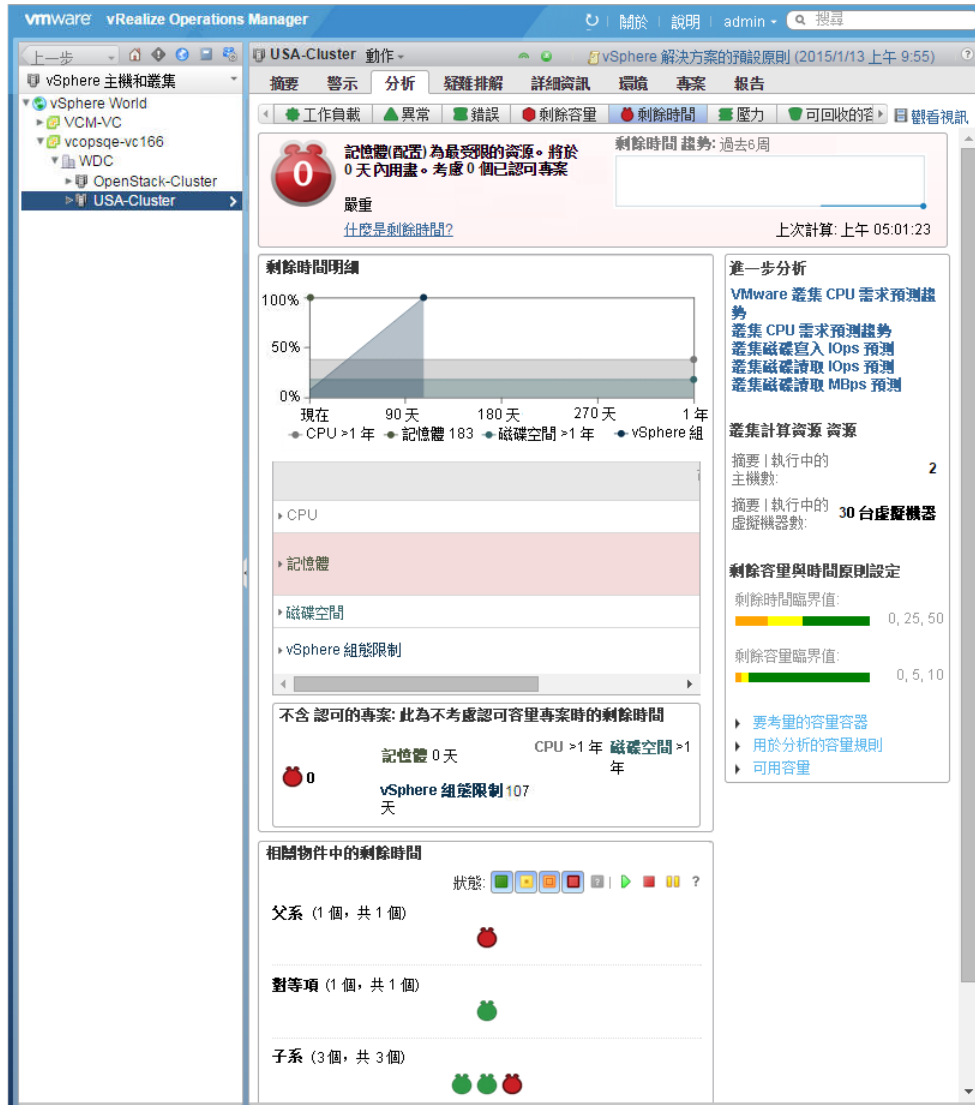 vmware vRealize Operations Manager
關於 說明 admin 搜尋
上一步
vSphere 主機和叢集
vSphere World
VCM-VC
vcopsqe-vc166
WDC
OpenStack-Cluster
USA-Cluster
USA-Cluster 動作
vSphere 解決方案的預設原則 (2015/1/13 上午 9:55)
摘要 警示 分析 疑難排解 詳細資訊 環境 專案 報告
工作負載 異常 錯誤 剩餘容量 剩餘時間 壓力 可回收的容 觀看視訊
0
記憶體(配置) 為最受限的資源。將於
0 天內用盡。考慮 0 個已認可專案
嚴重
什麼是剩餘時間?
剩餘時間 趨勢: 過去6周
上次計算: 上午 05:01:23
剩餘時間明細
100%
50%
0%
現在 90 天 180 天 270 天 1 年
CPU >1 年 記憶體 183 磁碟空間 >1 年 vSphere 組
CPU
記憶體
磁碟空間
vSphere 組態限制
不含 認可的專案: 此為不考慮認可容量專案時的剩餘時間
0
記憶體 0 天
CPU >1 年 磁碟空間 >1
年
vSphere 組態限制 107
天
進一步分析
VMware 叢集 CPU 需求預測趨
勢
叢集 CPU 需求預測趨勢
叢集磁碟寫入 IOps 預測
叢集磁碟讀取 IOps 預測
叢集磁碟讀取 MBps 預測
叢集計算資源 資源
摘要 | 執行中的
主機數:
2
摘要 | 執行中的
虛擬機器數:
30 台虛擬機器
剩餘容量與時間原則設定
剩餘時間臨界值:
0, 25, 50
剩餘容量臨界值:
0, 5, 10
要考量的容量容器
用於分析的容量規則
可用容量
相關物件中的剩餘時間
狀態: ? | ?
父系 (1 個，共 1 個)
對等項 (1 個，共 1 個)
子系 (3 個，共 3 個)